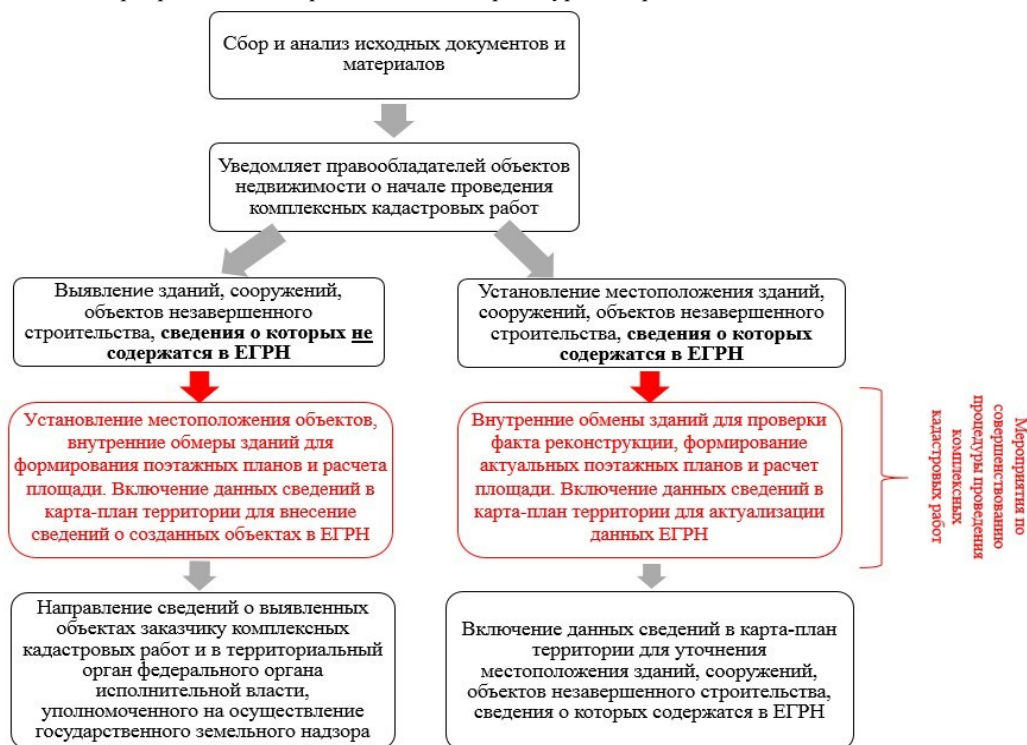 Сбор и анализ исходных документов и
материалов
Уведомляет правообладателей объектов
недвижимости о начале проведения
комплексных кадастровых работ
Выявление зданий, сооружений,
объектов незавершенного
строительства, сведения о которых не
содержатся в ЕГРН
Установление местоположения зданий,
сооружений, объектов незавершенного
строительства, сведения о которых
содержатся в ЕГРН
Установление местоположения объектов,
внутренние обмеры зданий для
формирования поэтажных планов и расчета
площади. Включение данных сведений в
карта-план территории для внесение
сведений о созданных объектах в ЕГРН
Внутренние обмены зданий для проверки
факта реконструкции, формирование
актуальных поэтажных планов и расчет
площади. Включение данных сведений в
карта-план территории для актуализации
данных ЕГРН
Мероприятия по
совершенствованию
процедуры проведения
комплексных
кадастровых работ
Направление сведений о выявленных
объектах заказчику комплексных
кадастровых работ и в территориальный
орган федерального органа
исполнительной власти,
уполномоченного на осуществление
государственного земельного надзора
Включение данных сведений в карта-план
территории для уточнения
местоположения зданий, сооружений,
объектов незавершенного строительства,
сведения о которых содержатся в ЕГРН